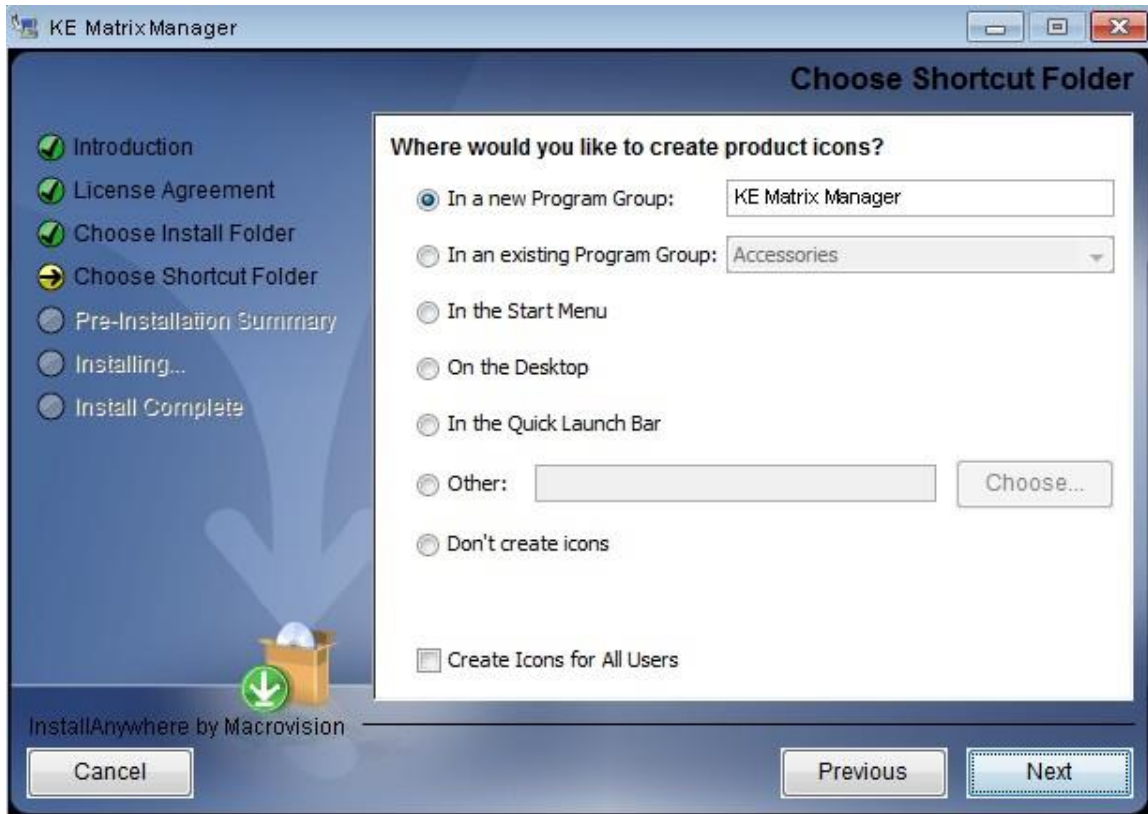 KE MatrixManager
Choose Shortcut Folder
Introduction
License Agreement
Choose Install Folder
Choose Shortcut Folder
Pre-Installation Summary
Installing...
Install Complete
Where would you like to create product icons?
In a new Program Group: KE Matrix Manager
In an existing Program Group: Accessories
In the Start Menu
On the Desktop
In the Quick Launch Bar
Other: Choose...
Don't create icons
Create Icons for All Users
InstallAnywhere by Macrovision
Cancel Previous Next